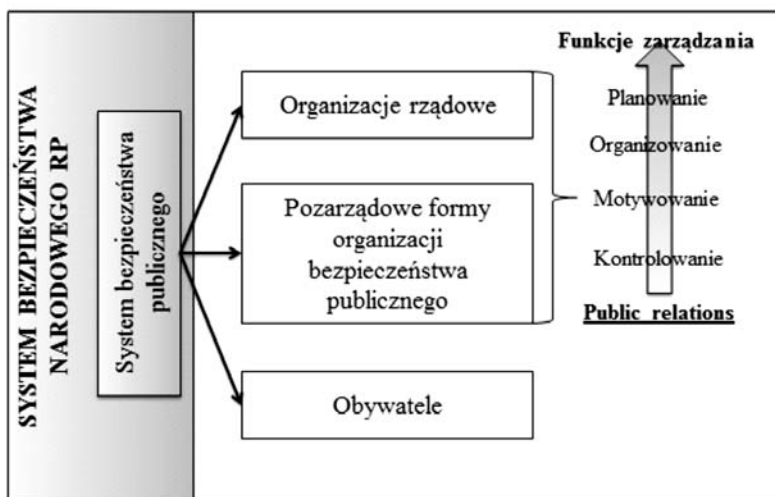 SYSTEM BEZPIECZEŃSTWA
NARODOWEGO RP
System bezpieczeństwa
publicznego
Organizacje rządowe
Pozarządowe formy
organizacji
bezpieczeństwa
publicznego
Obywatele
Funkcje zarządzania
Planowanie
Organizowanie
Motywowanie
Kontrolowanie
Public relations